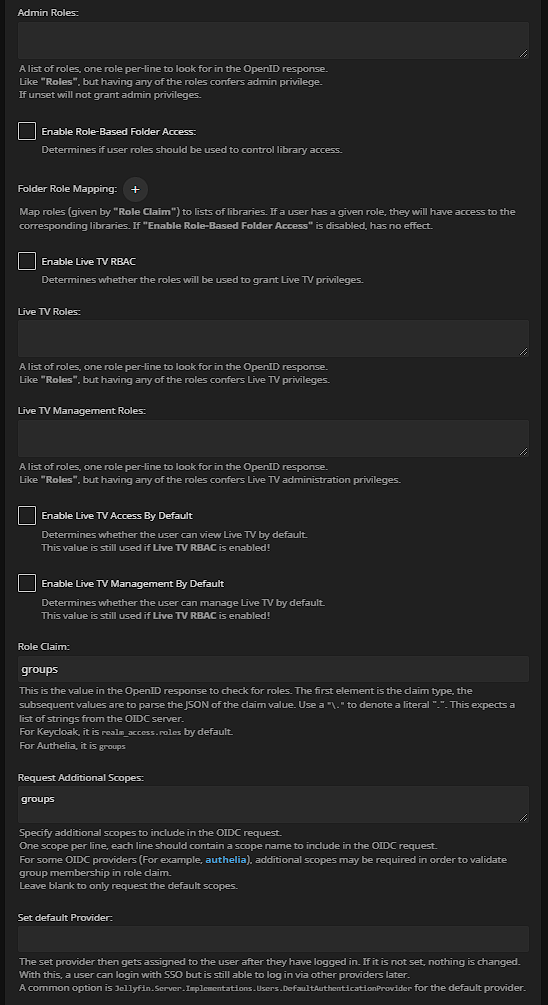 Admin Roles:
A list of roles, one role per-line to look for in the OpenID response.
Like "Roles", but having any of the roles confers admin privilege.
If unset will not grant admin privileges.
Enable Role-Based Folder Access:
Determines if user roles should be used to control library access.
Folder Role Mapping: +
Map roles (given by "Role Claim") to lists of libraries. If a user has a given role, they will have access to the
corresponding libraries. If "Enable Role-Based Folder Access" is disabled, has no effect.
Enable Live TV RBAC
Determines whether the roles will be used to grant Live TV privileges.
Live TV Roles:
A list of roles, one role per-line to look for in the OpenID response.
Like "Roles", but having any of the roles confers Live TV privileges.
Live TV Management Roles:
A list of roles, one role per-line to look for in the OpenID response.
Like "Roles", but having any of the roles confers Live TV administration privileges.
Enable Live TV Access By Default
Determines whether the user can view Live TV by default.
This value is still used if Live TV RBAC is enabled!
Enable Live TV Management By Default
Determines whether the user can manage Live TV by default.
This value is still used if Live TV RBAC is enabled!
Role Claim:
groups
This is the value in the OpenID response to check for roles. The first element is the claim type, the
subsequent values are to parse the JSON of the claim value. Use a "\." to denote a literal ".". This expects a
list of strings from the OIDC server.
For Keycloak, it is realm_access.roles by default.
For Authelia, it is groups
Request Additional Scopes:
groups
Specify additional scopes to include in the OIDC request.
One scope per line, each line should contain a scope name to include in the OIDC request.
For some OIDC providers (For example, authelia), additional scopes may be required in order to validate
group membership in role claim.
Leave blank to only request the default scopes.
Set default Provider:
The set provider then gets assigned to the user after they have logged in. If it is not set, nothing is changed.
With this, a user can login with SSO but is still able to log in via other providers later.
A common option is Jellyfin.Server.Implementations.Users.DefaultAuthenticationProvider for the default provider.